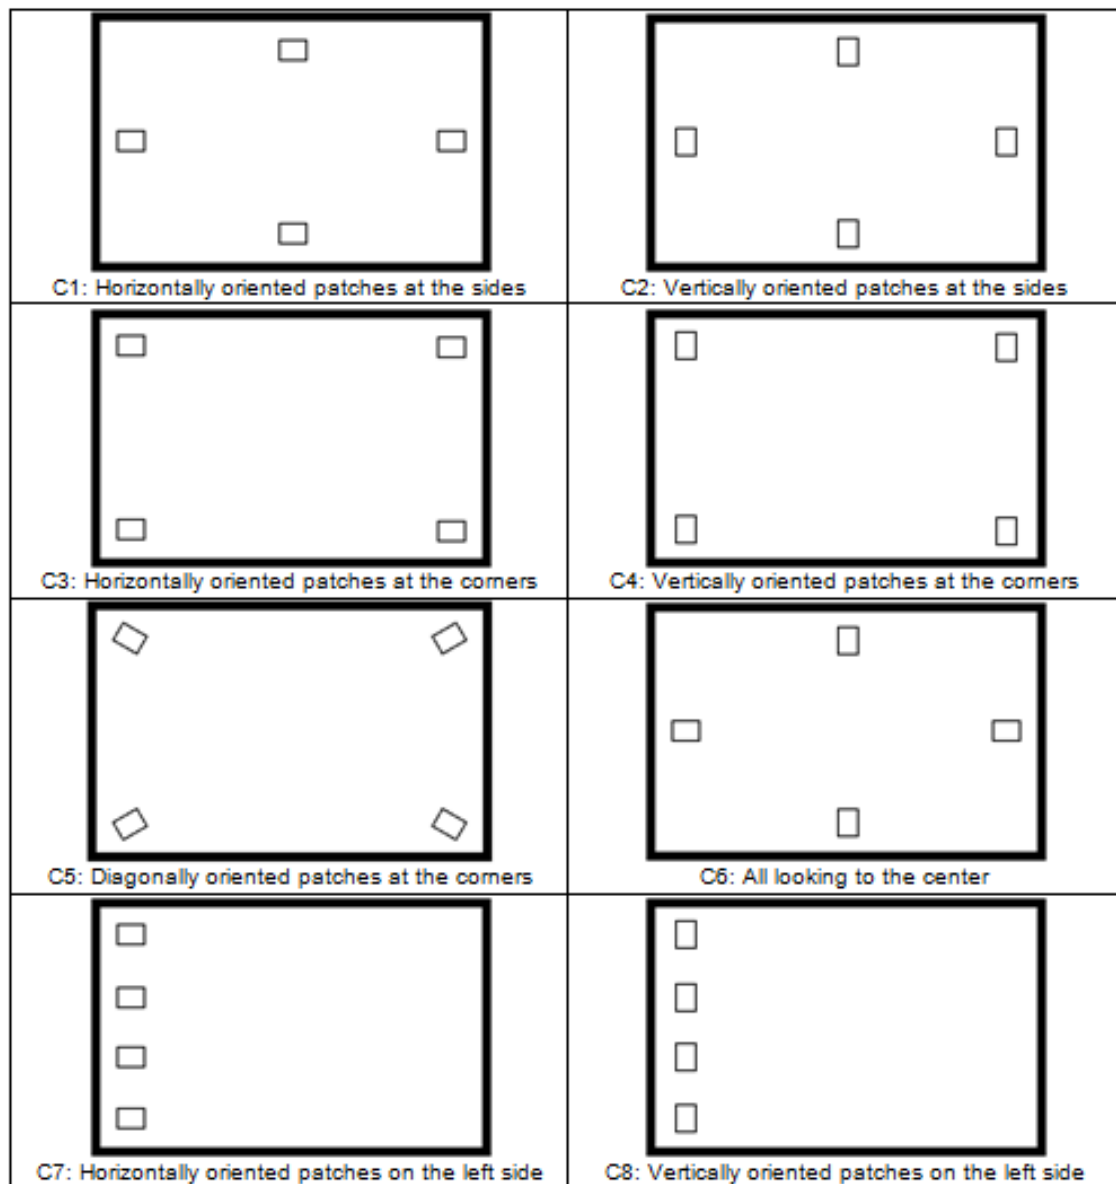 C1: Horizontally oriented patches at the sides
C2: Vertically oriented patches at the sides
C3: Horizontally oriented patches at the corners
C4: Vertically oriented patches at the corners
C5: Diagonally oriented patches at the corners
C6: All looking to the center
C7: Horizontally oriented patches on the left side
C8: Vertically oriented patches on the left side